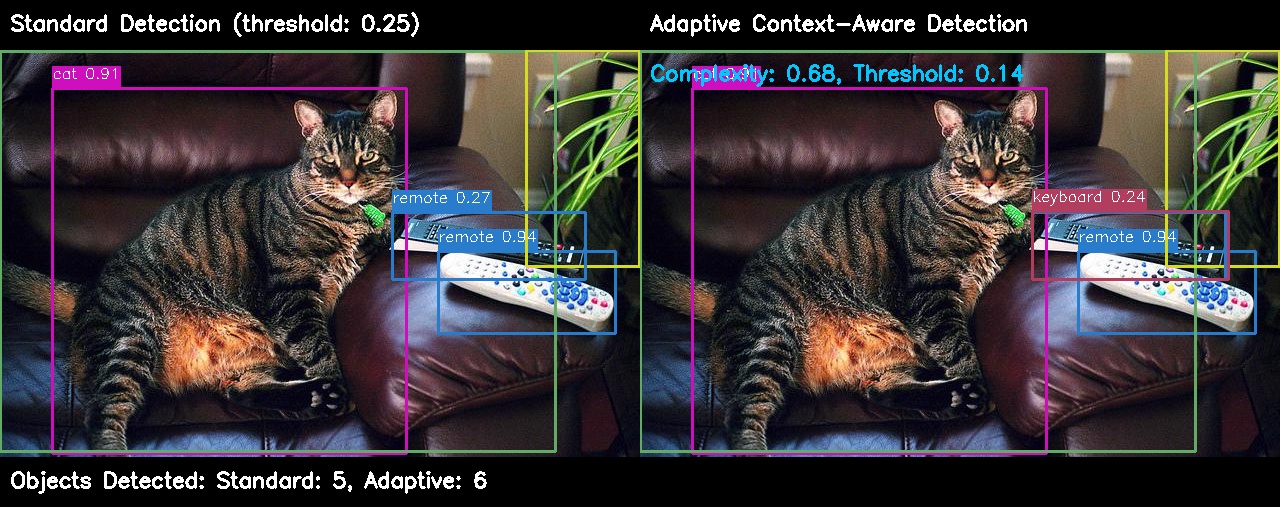 Standard Detection (threshold: 0.25)
Adaptive Context-Aware Detection
cat 0.91
Complexity: 0.68, Threshold: 0.14
remote 0.27
keyboard 0.24
remote 0.94
remote 0.94
Objects Detected: Standard: 5, Adaptive: 6